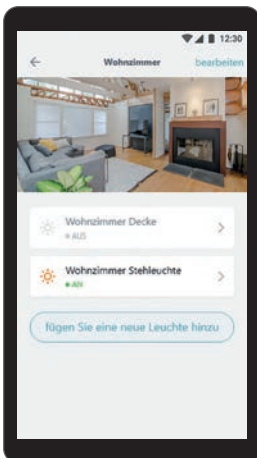 12:30
Wohnzimmer bearbeiten
Wohnzimmer Decke
AUS
Wohnzimmer Stehleuchte
AN
fügen Sie eine neue Leuchte hinzu